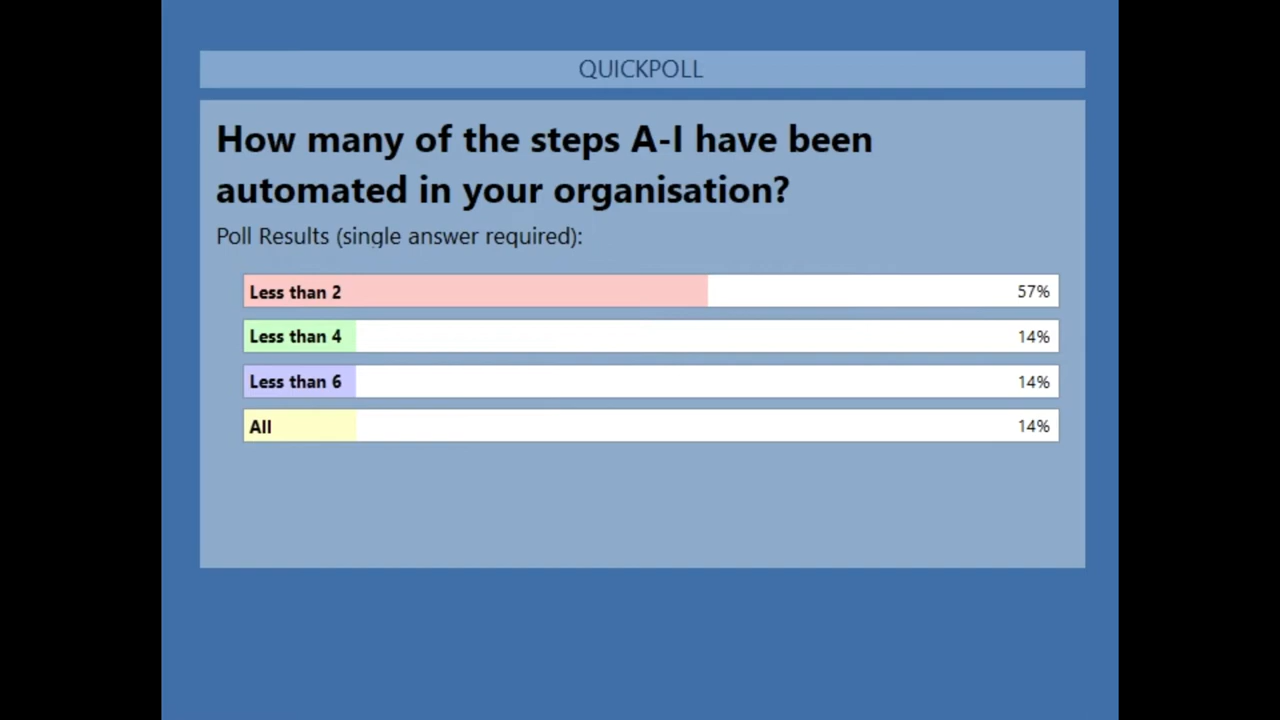 QUICKPOLL
How many of the steps A-I have been
automated in your organisation?
Poll Results (single answer required):
Less than 2 57%
Less than 4 14%
Less than 6 14%
All 14%